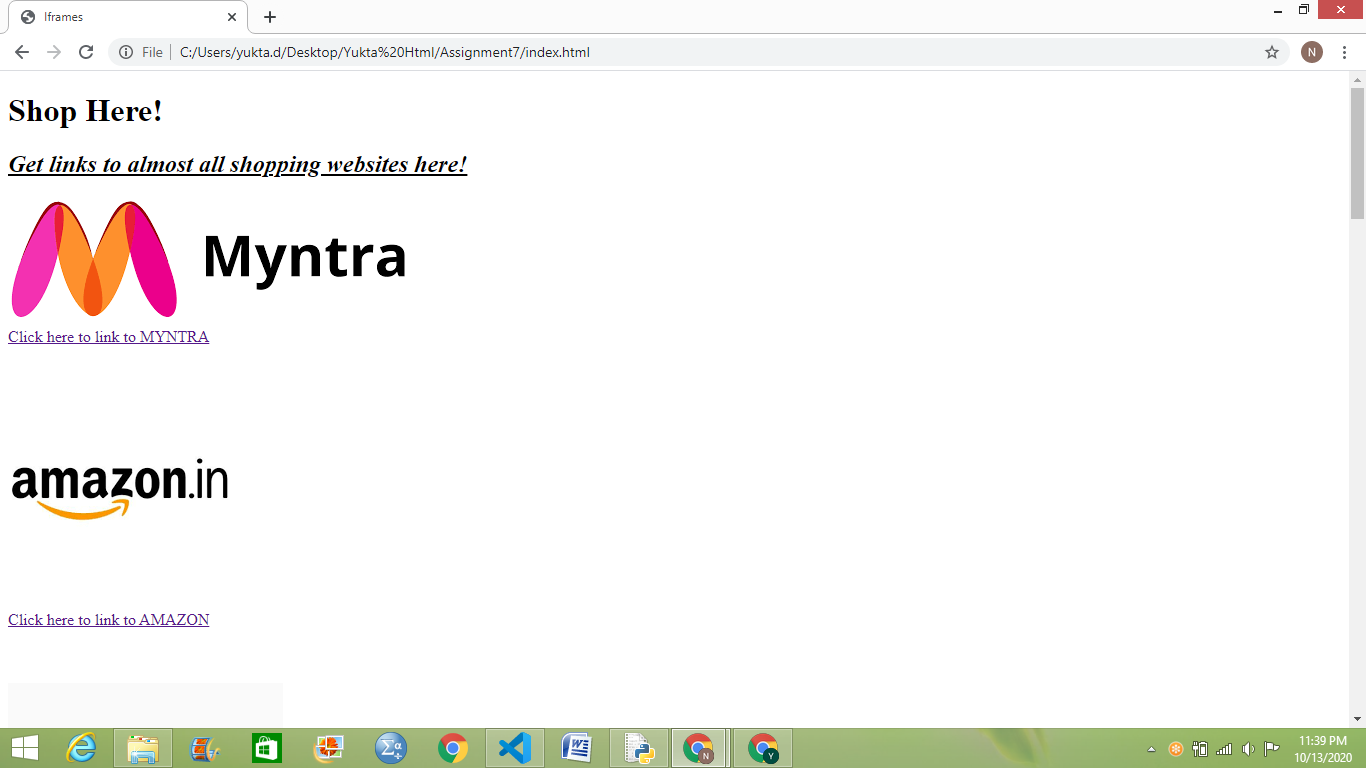 Iframes
File C:/Users/yukta.d/Desktop/Yukta%20Html/Assignment7/index.html
N
Shop Here!
Get links to almost all shopping websites here!
Myntra
Click here to link to MYNTRA
amazon.in
Click here to link to AMAZON
N
Y
11:39 PM
10/13/2020